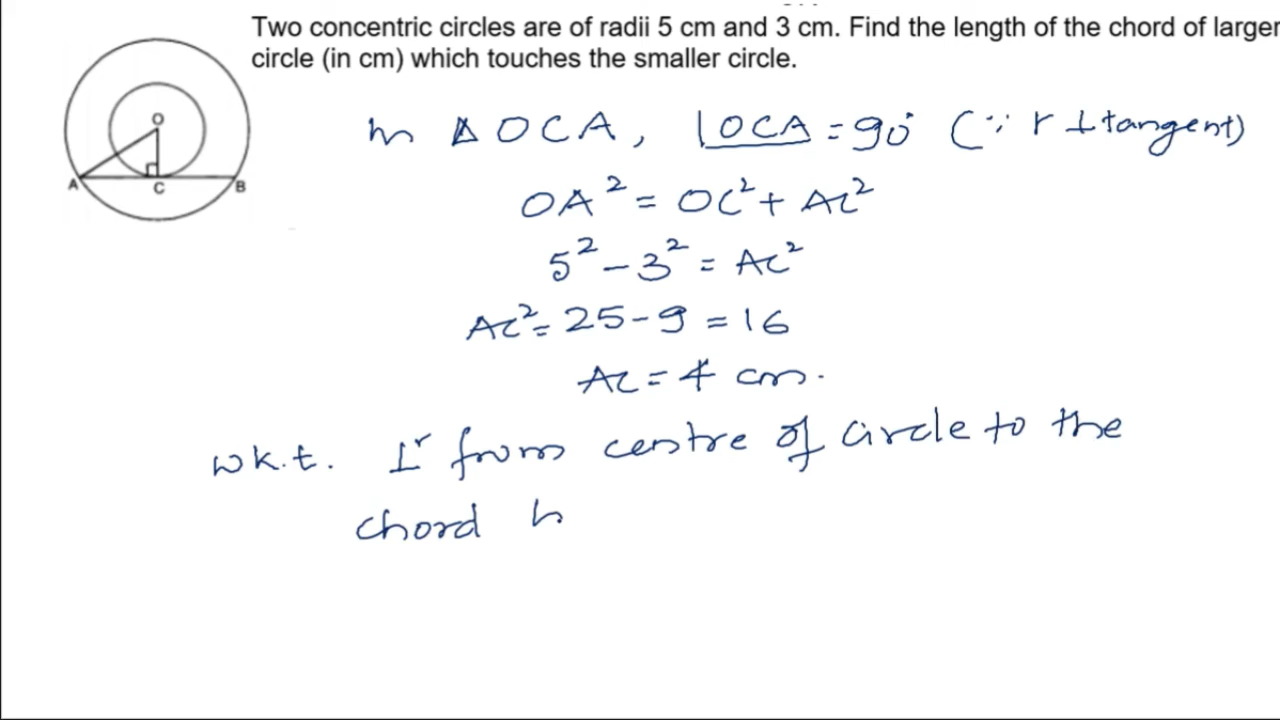 Two concentric circles are of radii 5 cm and 3 cm. Find the length of the chord of larger
circle (in cm) which touches the smaller circle.
O
A
C
B
In △OCA, ∠OCA = 90° (∵ r ⊥ tangent)
OA² = OC² + AC²
5² - 3² = AC²
AC² = 25 - 9 = 16
AC = 4 cm.
w k.t. ⊥r from centre of circle to the
chord b